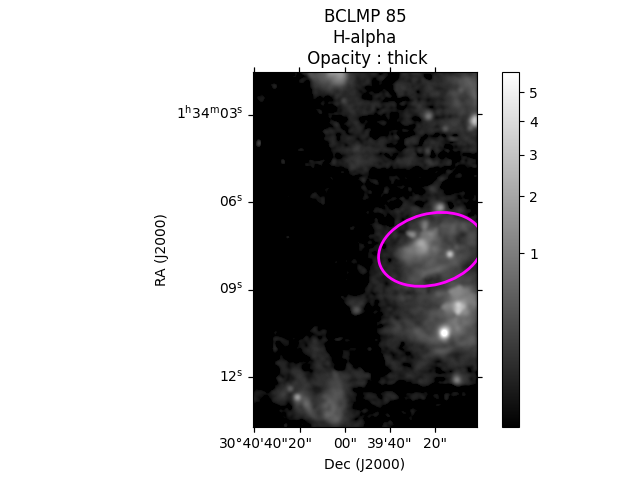 BCLMP 85
H-alpha
Opacity : thick
1ʰ34ᵐ03ˢ
06ˢ
09ˢ
12ˢ
RA (J2000)
30°40'40"20" 00" 39'40" 20"
Dec (J2000)
5
4
3
2
1